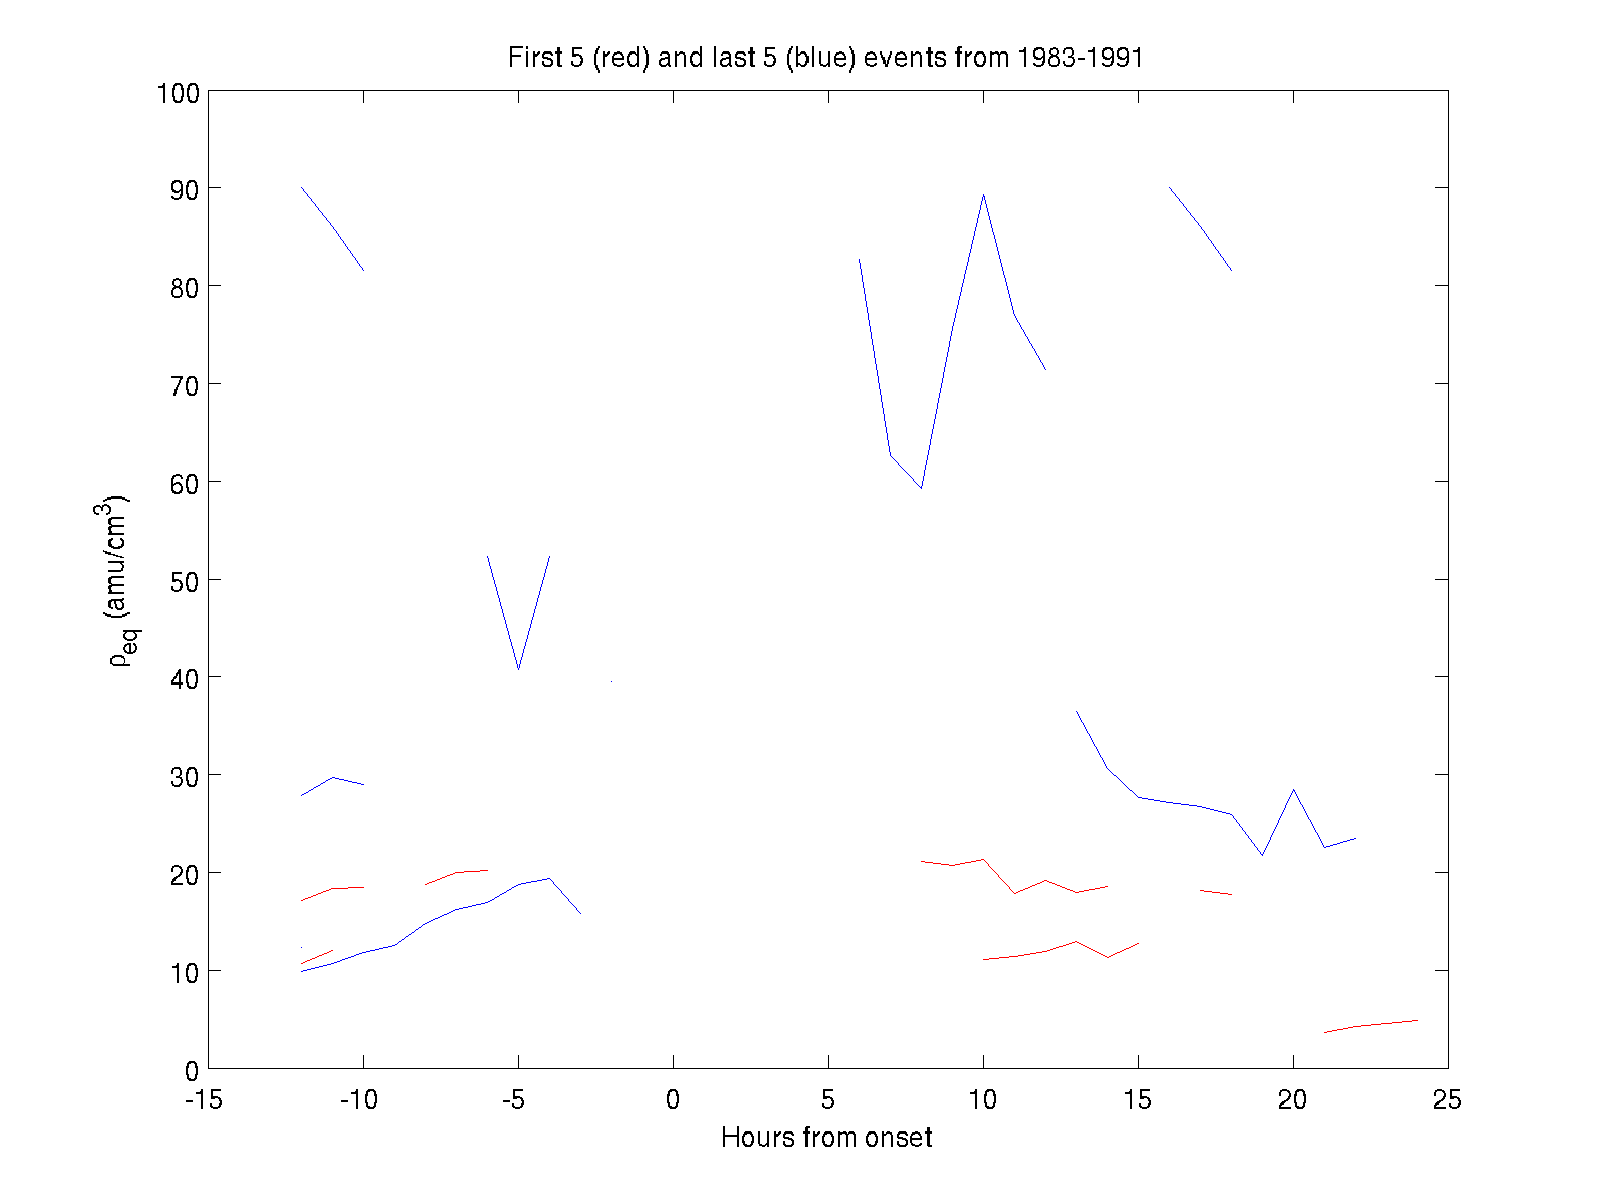 First 5 (red) and last 5 (blue) events from 1983-1991
100
90
80
70
60
50
40
30
20
10
0
ρeq (amu/cm3)
-15 -10 -5 0 5 10 15 20 25
Hours from onset